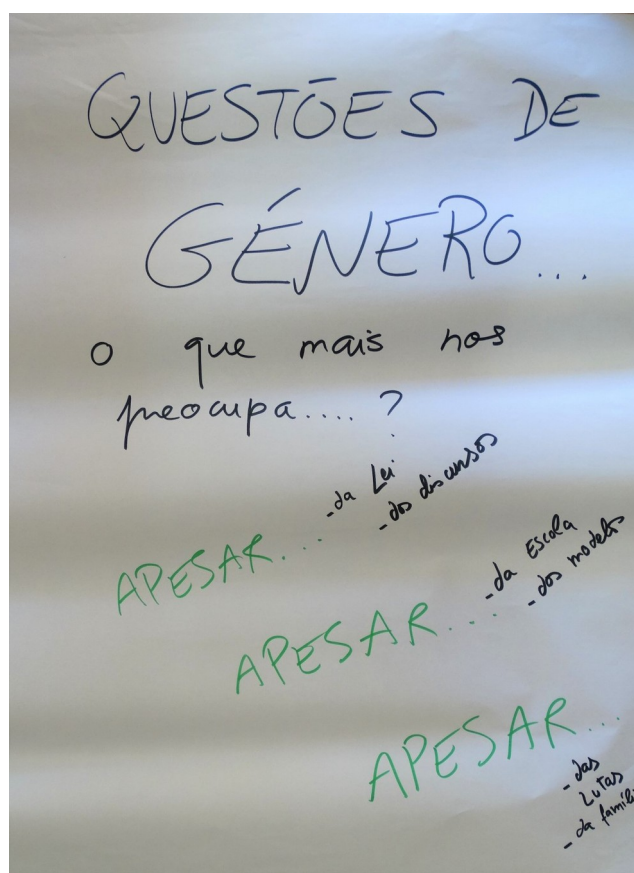 QUESTÕES DE
GÉNERO...
o que mais nos
preocupa....?
APESAR...
- da Lei
- dos discursos
APESAR....
- da Escola
- dos modelos
APESAR...
- das
Lutas
- da famíli